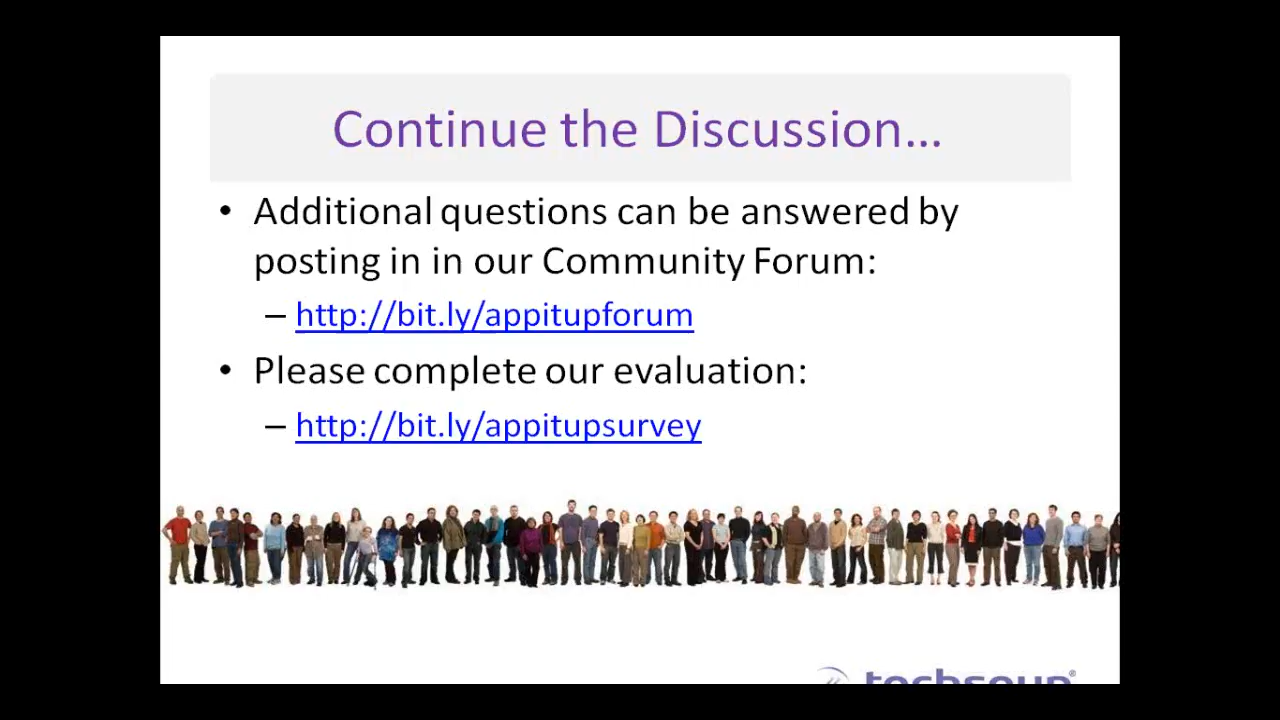 Continue the Discussion...
• Additional questions can be answered by
posting in in our Community Forum:
– http://bit.ly/appitupforum
• Please complete our evaluation:
– http://bit.ly/appitupsurvey
techsoup®